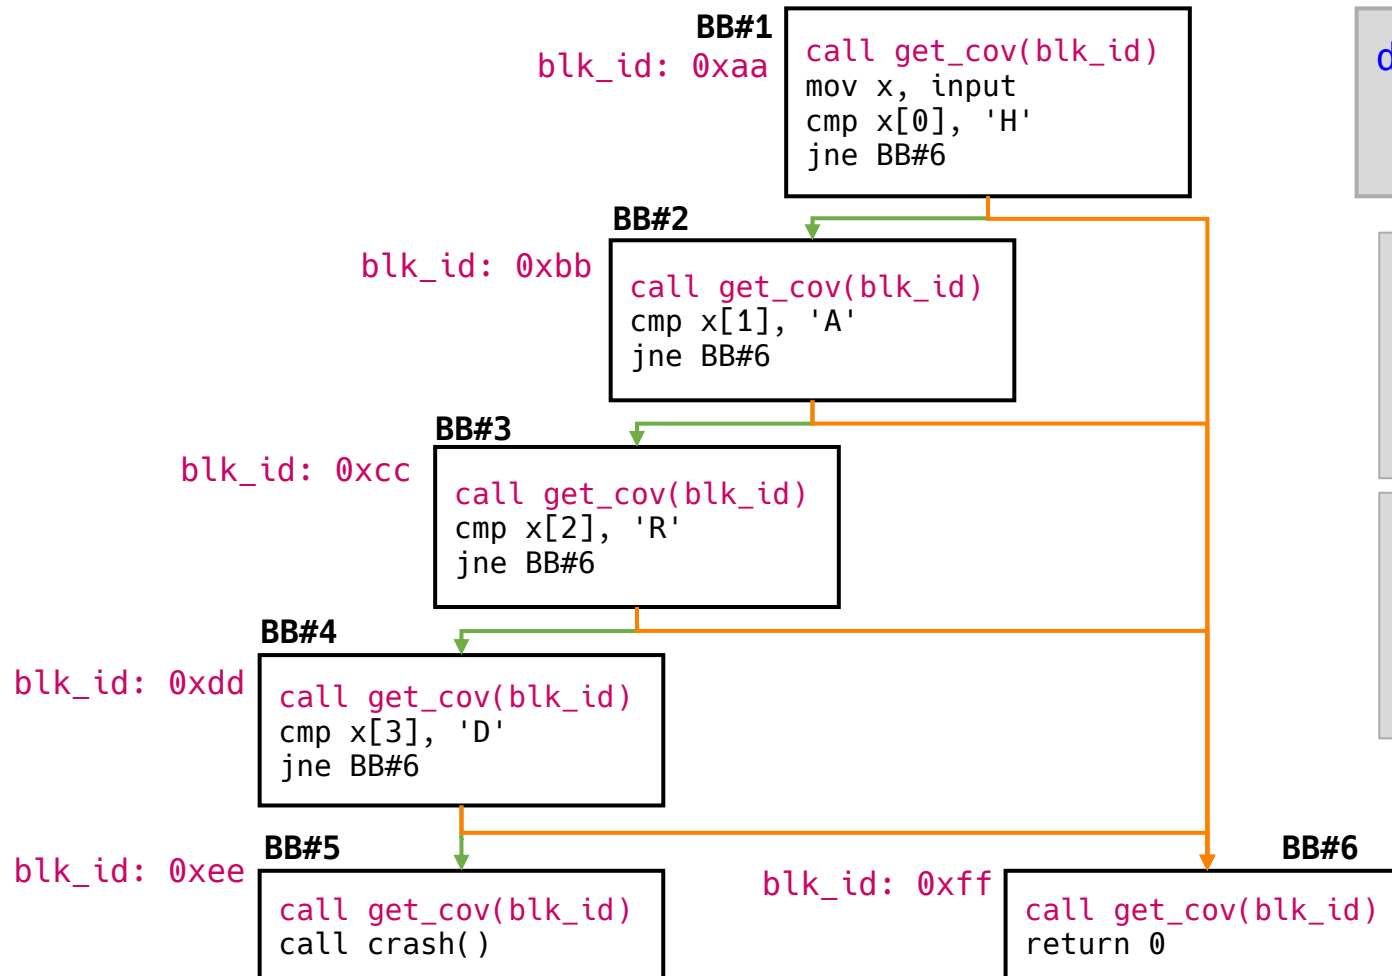 BB#1
blk_id: 0xaa
call get_cov(blk_id)
mov x, input
cmp x[0], 'H'
jne BB#6
d
BB#2
blk_id: 0xbb
call get_cov(blk_id)
cmp x[1], 'A'
jne BB#6
BB#3
blk_id: 0xcc
call get_cov(blk_id)
cmp x[2], 'R'
jne BB#6
BB#4
blk_id: 0xdd
call get_cov(blk_id)
cmp x[3], 'D'
jne BB#6
BB#5
blk_id: 0xee
call get_cov(blk_id)
call crash()
BB#6
blk_id: 0xff
call get_cov(blk_id)
return 0